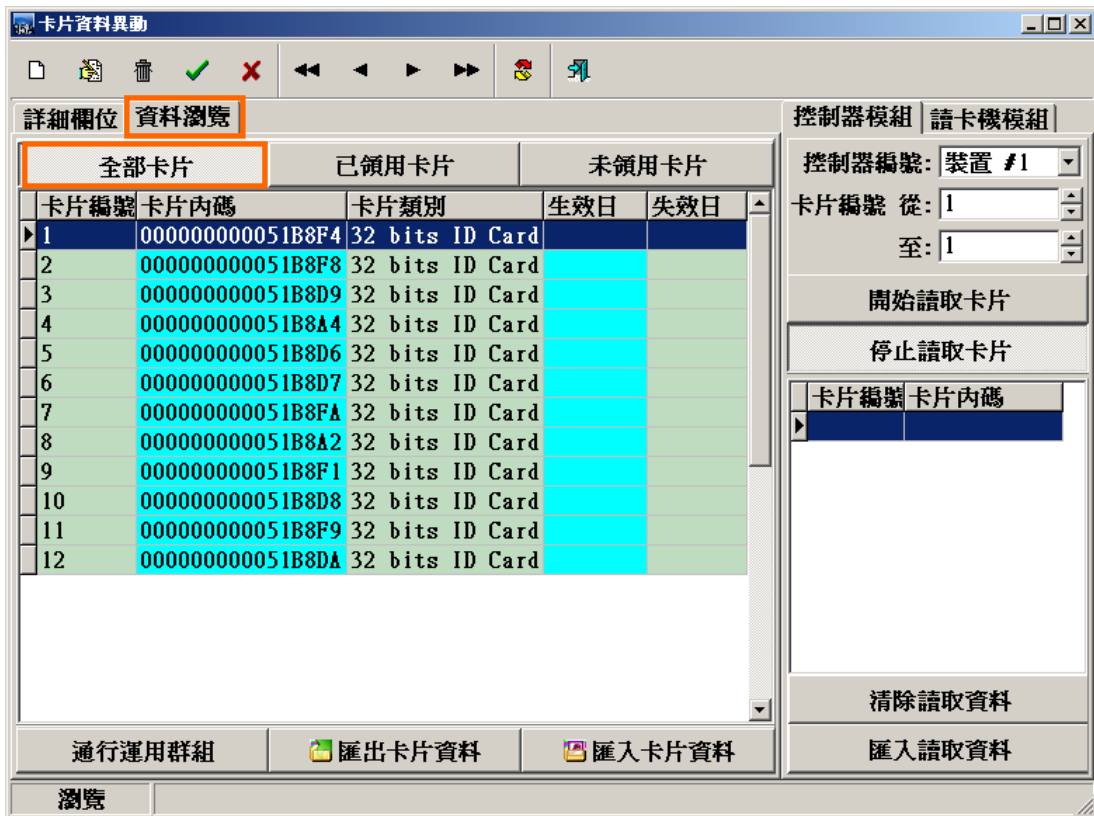 卡片資料異動
詳細欄位 資料瀏覽
控制器模組 讀卡機模組
全部卡片 已領用卡片 未領用卡片
卡片編號 卡片內碼 卡片類別 生效日 失效日
1 000000000051B8F4 32 bits ID Card
2 000000000051B8F8 32 bits ID Card
3 000000000051B8D9 32 bits ID Card
4 000000000051B8A4 32 bits ID Card
5 000000000051B8D6 32 bits ID Card
6 000000000051B8D7 32 bits ID Card
7 000000000051B8FA 32 bits ID Card
8 000000000051B8A2 32 bits ID Card
9 000000000051B8F1 32 bits ID Card
10 000000000051B8D8 32 bits ID Card
11 000000000051B8F9 32 bits ID Card
12 000000000051B8DA 32 bits ID Card
通行運用群組 匯出卡片資料 匯入卡片資料
控制器編號: 裝置 #1
卡片編號 從: 1
至: 1
開始讀取卡片
停止讀取卡片
卡片編號 卡片內碼
清除讀取資料
匯入讀取資料
瀏覽